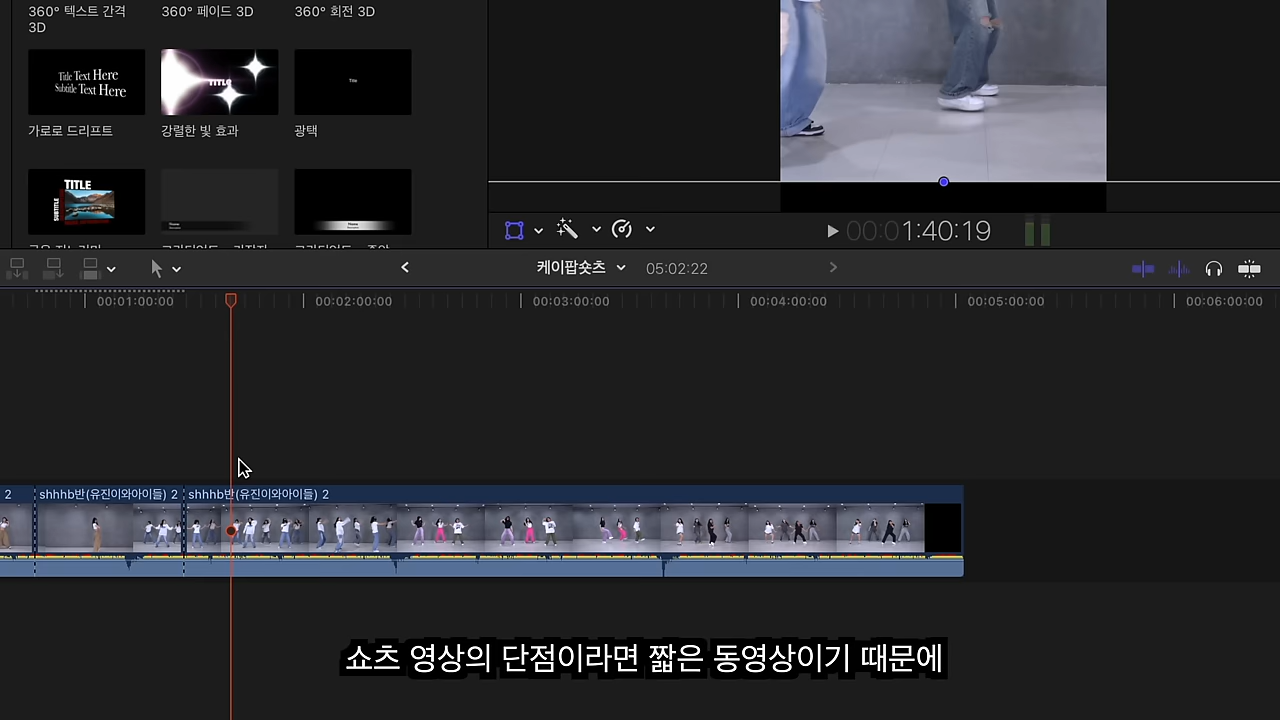 360° 텍스트 간격 3D
360° 페이드 3D
360° 회전 3D
Title Text Here
Subtitle Text Here
TITLE
Title
가로로 드리프트
강렬한 빛 효과
광택
TITLE
SUBTITLE
00:01:40:19
케이팝숏츠
05:02:22
00:01:00:00
00:02:00:00
00:03:00:00
00:04:00:00
00:05:00:00
00:06:00:00
2
shhhb반(유진이와아이들) 2
shhhb반(유진이와아이들) 2
쇼츠 영상의 단점이라면 짧은 동영상이기 때문에